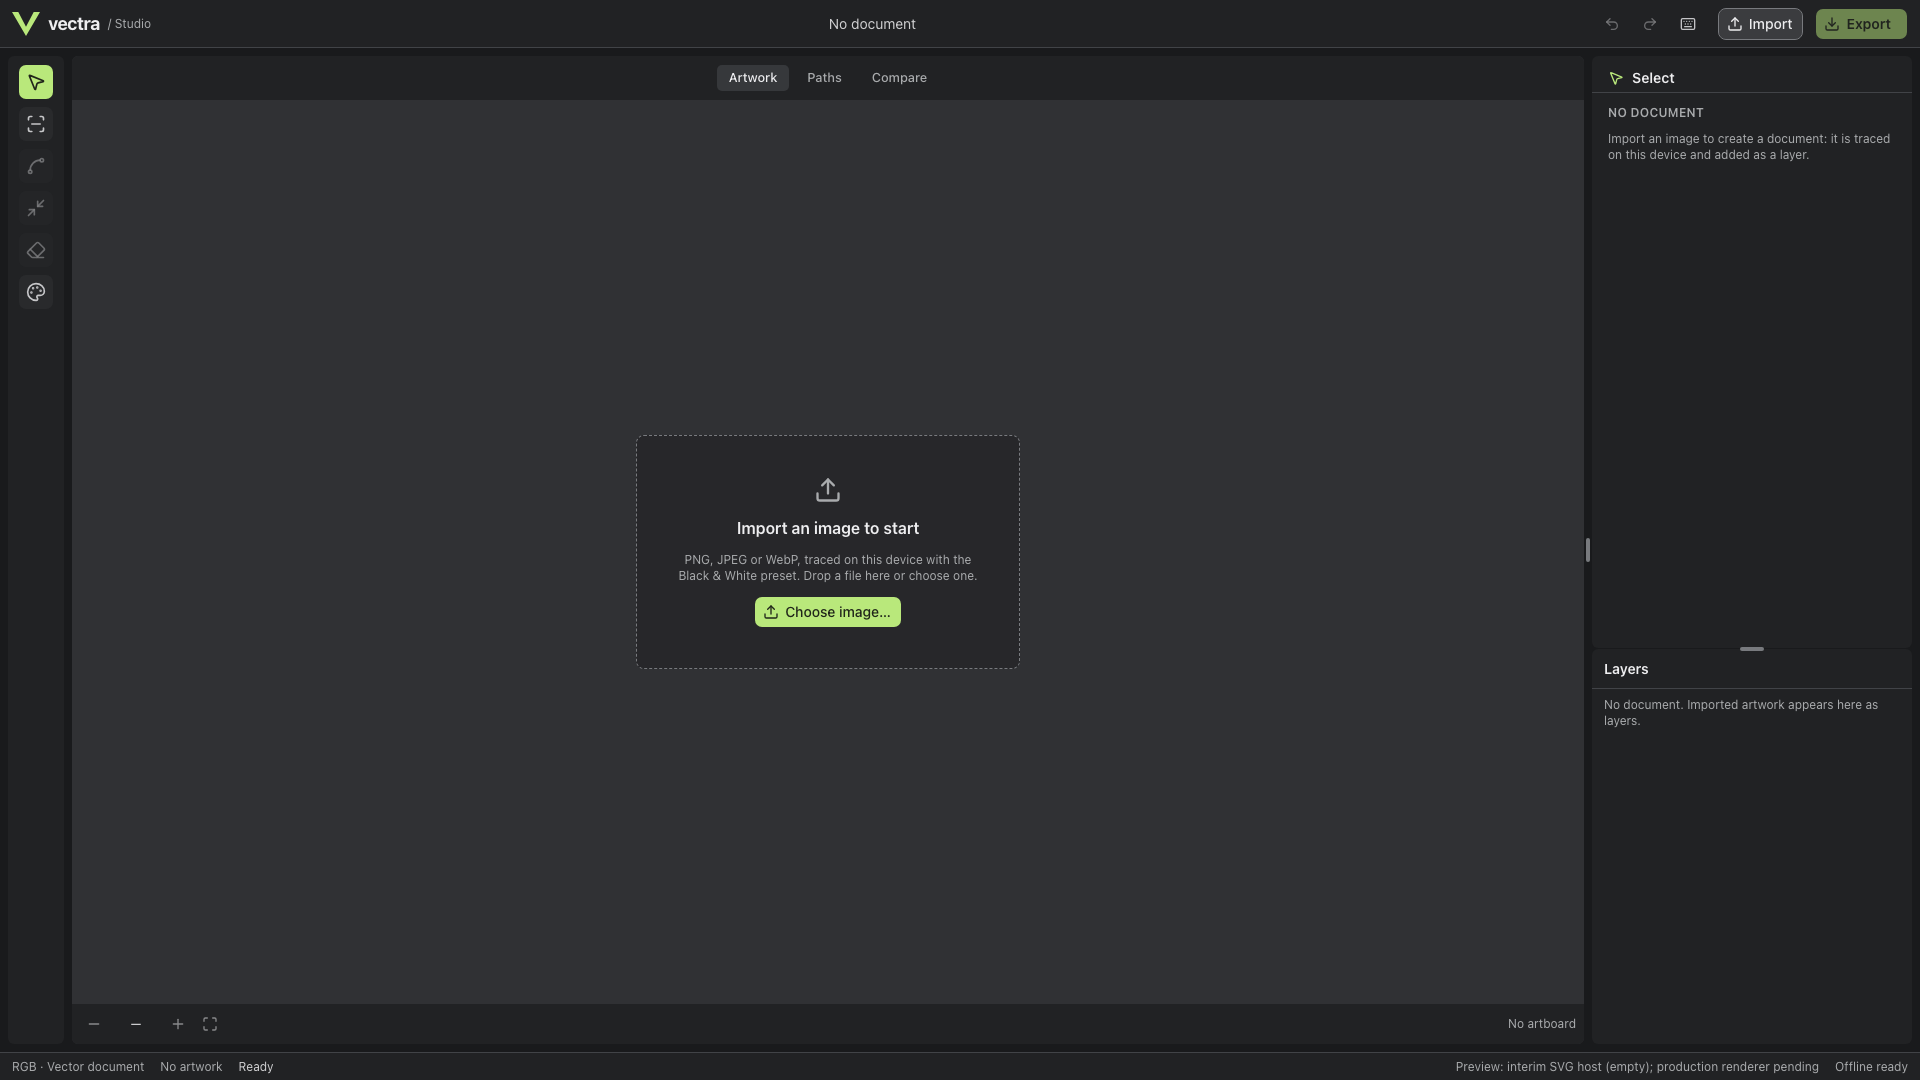 vectra / Studio
No document
Import
Export
Artwork
Paths
Compare
Select
NO DOCUMENT
Import an image to create a document: it is traced
on this device and added as a layer.
Import an image to start
PNG, JPEG or WebP, traced on this device with the
Black & White preset. Drop a file here or choose one.
Choose image...
Layers
No document. Imported artwork appears here as
layers.
No artboard
RGB · Vector document
No artwork
Ready
Preview: interim SVG host (empty); production renderer pending
Offline ready